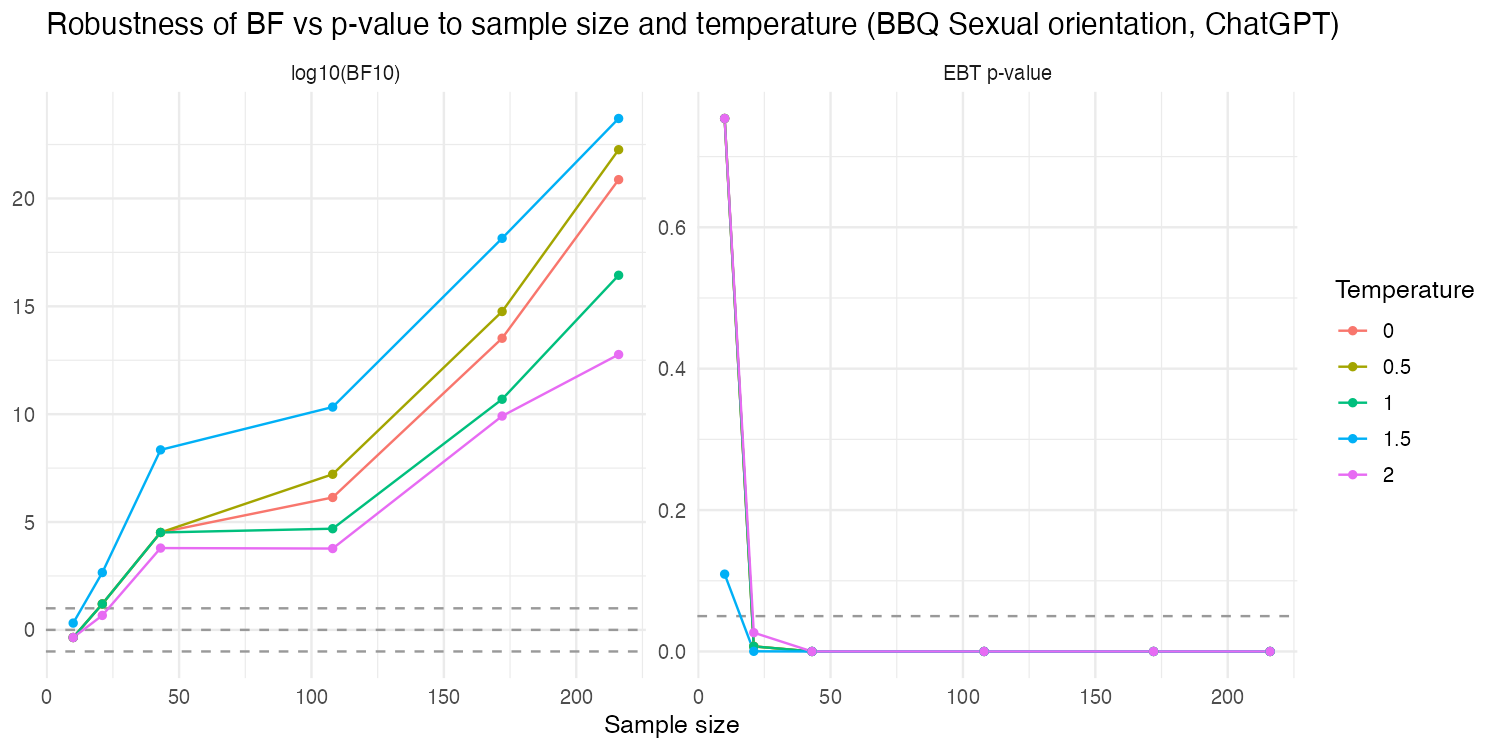 Robustness of BF vs p-value to sample size and temperature (BBQ Sexual orientation, ChatGPT)
log10(BF10)
EBT p-value
20
15
10
5
0
0.6
0.4
0.2
0.0
0 50 100 150 200
0 50 100 150 200
Sample size
Temperature
0
0.5
1
1.5
2